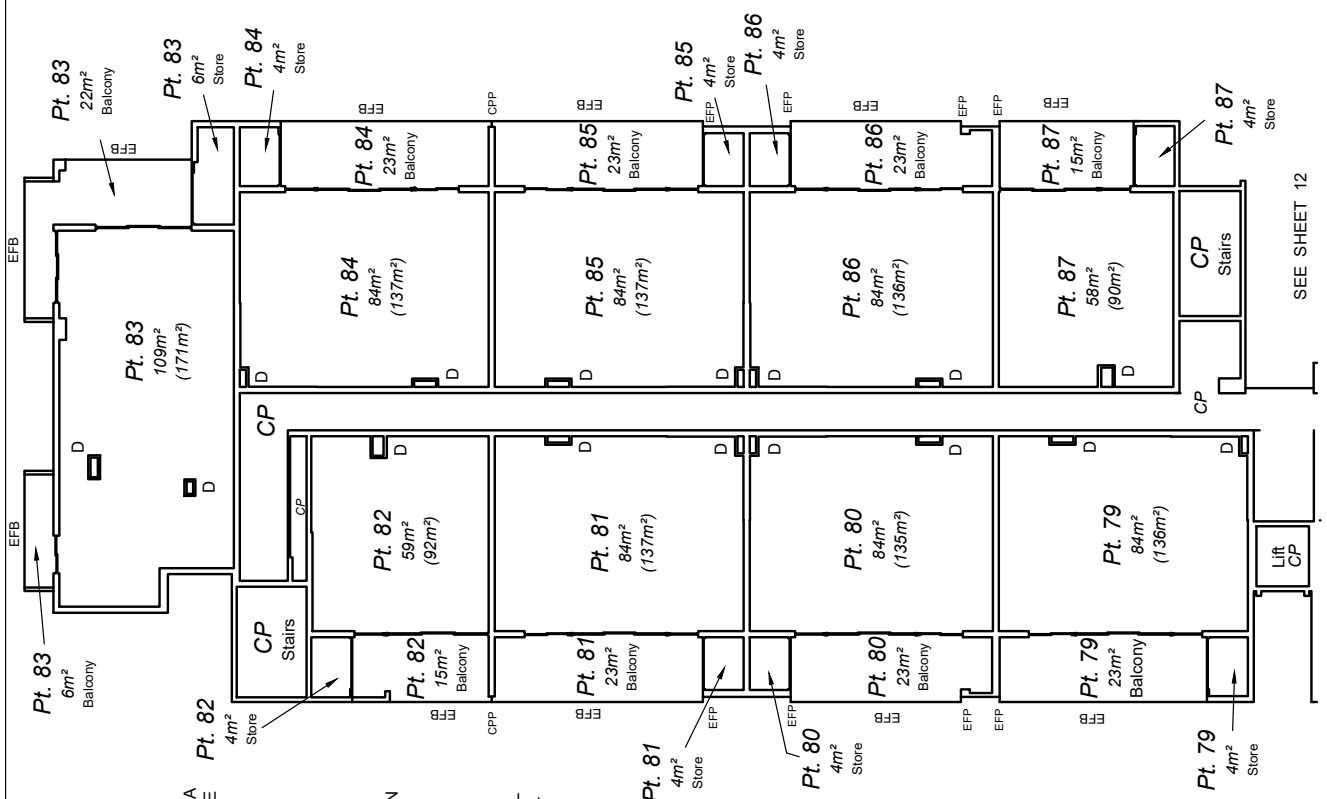 EFB
EFB
Pt. 83
22m²
Balcony
Pt. 83
6m²
Store
Pt. 84
4m²
Store
EFB
Pt. 83
109m²
(171m²)
D
D
Pt. 83
6m²
Balcony
Pt. 84
84m²
(137m²)
D
D
Pt. 84
23m²
Balcony
EFB
CPP
Pt. 85
84m²
(137m²)
D
D
Pt. 85
23m²
Balcony
EFB
Pt. 85
4m²
Store
EFP
Pt. 86
4m²
Store
EFP
Pt. 86
84m²
(136m²)
D
D
Pt. 86
23m²
Balcony
EFB
EFP
EFP
Pt. 87
58m²
(90m²)
D
Pt. 87
15m²
Balcony
EFB
Pt. 87
4m²
Store
CP
Stairs
CP
SEE SHEET 12
CP
CP
CP
Stairs
Pt. 82
4m²
Store
Pt. 82
59m²
(92m²)
D
Pt. 82
15m²
Balcony
EFB
CPP
Pt. 81
84m²
(137m²)
D
D
Pt. 81
23m²
Balcony
EFB
EFP
Pt. 81
4m²
Store
Pt. 80
4m²
Store
EFP
Pt. 80
84m²
(135m²)
D
D
Pt. 80
23m²
Balcony
EFB
EFP
EFP
Pt. 79
84m²
(136m²)
D
D
Pt. 79
23m²
Balcony
EFB
Pt. 79
4m²
Store
Lift
CP
A
E
N